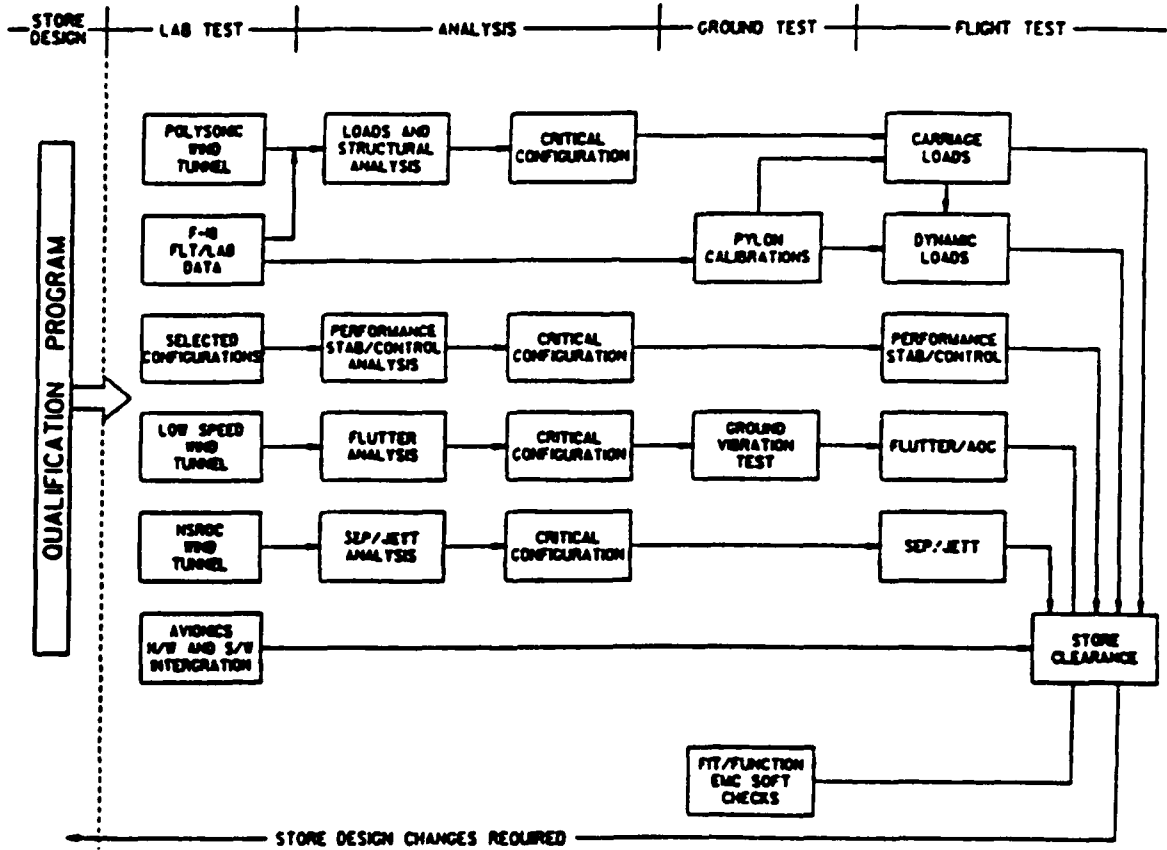 STORE
DESIGN
LAB TEST
ANALYSIS
GROUND TEST
FLIGHT TEST
QUALIFICATION PROGRAM
POLYSONIC
WIND
TUNNEL
LOADS AND
STRUCTURAL
ANALYSIS
CRITICAL
CONFIGURATION
CARRIAGE
LOADS
F-18
FLT/LAB
DATA
PYLON
CALIBRATIONS
DYNAMIC
LOADS
SELECTED
CONFIGURATIONS
PERFORMANCE
STAB/CONTROL
ANALYSIS
CRITICAL
CONFIGURATION
PERFORMANCE
STAB/CONTROL
LOW SPEED
WIND
TUNNEL
FLUTTER
ANALYSIS
CRITICAL
CONFIGURATION
GROUND
VIBRATION
TEST
FLUTTER/AOC
NSRDC
WIND
TUNNEL
SEP/JETT
ANALYSIS
CRITICAL
CONFIGURATION
SEP/JETT
AVIONICS
H/W AND S/W
INTERGRATION
STORE
CLEARANCE
FIT/FUNCTION
EMC SOFT
CHECKS
STORE DESIGN CHANGES REQUIRED